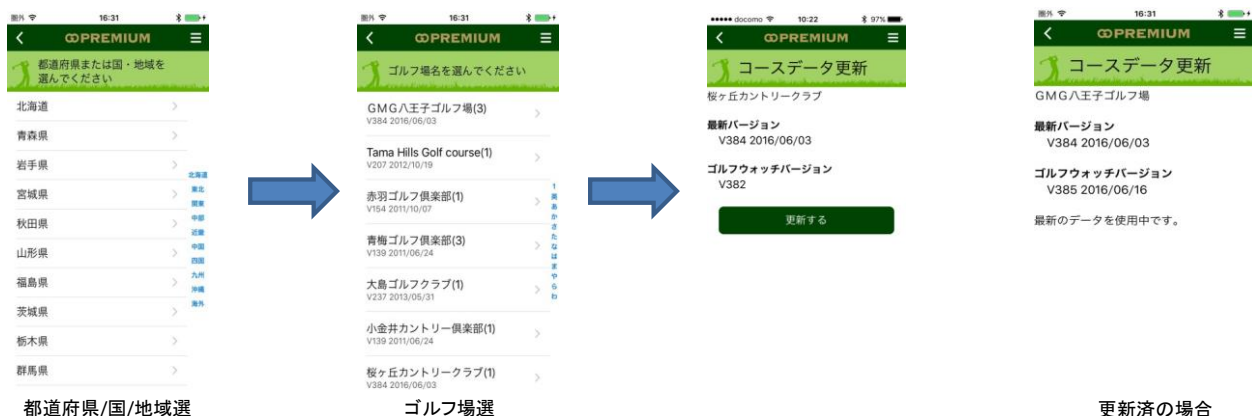 圏外 16:31
PREMIUM
都道府県または国・地域を
選んでください
北海道
青森県
岩手県
宮城県
秋田県
山形県
福島県
茨城県
栃木県
群馬県
北海道
東北
関東
中部
近畿
中国
四国
九州
沖縄
海外
都道府県/国/地域選
圏外 16:31
PREMIUM
ゴルフ場名を選んでください
GMG八王子ゴルフ場(3)
V384 2016/06/03
Tama Hills Golf course(1)
V207 2012/10/19
赤羽ゴルフ倶楽部(1)
V154 2011/10/07
青梅ゴルフ倶楽部(3)
V139 2011/06/24
大島ゴルフクラブ(1)
V237 2013/05/31
小金井カントリー倶楽部(1)
V139 2011/06/24
桜ヶ丘カントリークラブ(1)
V384 2016/06/03
1
英
あ
か
さ
た
な
は
ま
や
ら
わ
ゴルフ場選
docomo 10:22 97%
PREMIUM
コースデータ更新
桜ヶ丘カントリークラブ
最新バージョン
V384 2016/06/03
ゴルフウォッチバージョン
V382
更新する
圏外 16:31
PREMIUM
コースデータ更新
GMG八王子ゴルフ場
最新バージョン
V384 2016/06/03
ゴルフウォッチバージョン
V385 2016/06/16
最新のデータを使用中です。
更新済の場合